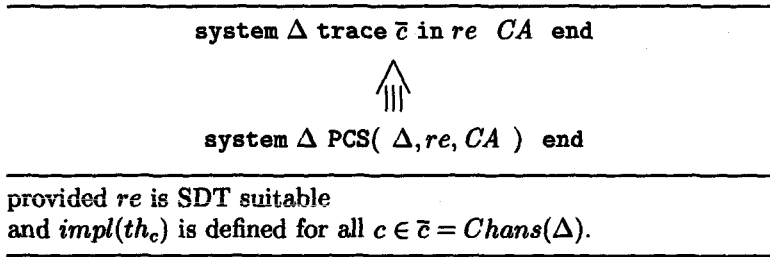 system Δ trace c̄ in re CA end
⤊
system Δ PCS( Δ, re, CA ) end
provided re is SDT suitable
and impl(th_c) is defined for all c ∈ c̄ = Chans(Δ).